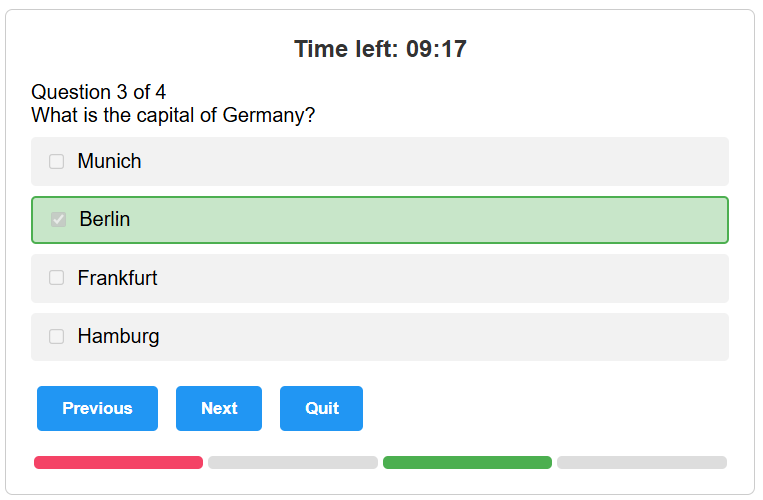 Time left: 09:17
Question 3 of 4
What is the capital of Germany?
Munich
Berlin
Frankfurt
Hamburg
Previous Next Quit